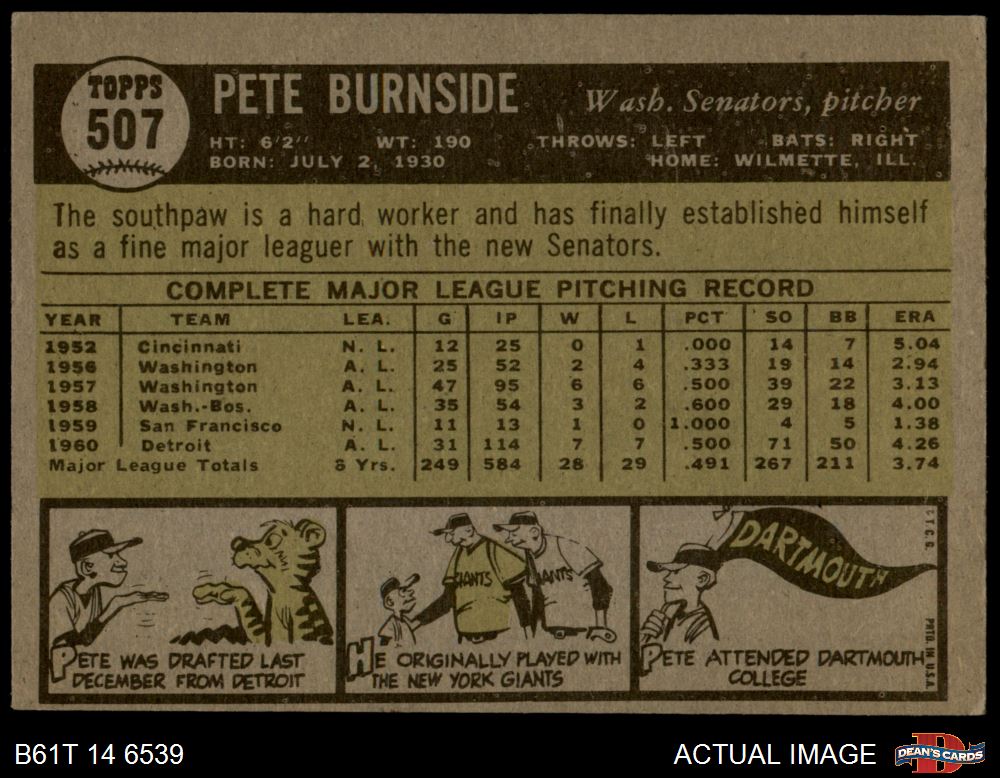 TOPPS
507
PETE BURNSIDE
Wash. Senators, pitcher
HT: 6'2" WT: 190 THROWS: LEFT BATS: RIGHT
BORN: JULY 2, 1930 HOME: WILMETTE, ILL.
The southpaw is a hard worker and has finally established himself
as a fine major leaguer with the new Senators.
COMPLETE MAJOR LEAGUE PITCHING RECORD
YEAR TEAM LEA. G IP W L PCT SO BB ERA
1952 Cincinnati N. L. 12 25 0 1 .000 14 7 5.04
1956 Washington A. L. 25 52 2 4 .333 19 14 2.94
1957 Washington A. L. 47 95 6 6 .500 39 22 3.13
1958 Wash.-Bos. A. L. 35 54 3 2 .600 29 18 4.00
1959 San Francisco N. L. 11 13 1 0 1.000 4 5 1.38
1960 Detroit A. L. 31 114 7 7 .500 71 50 4.26
Major League Totals 8 Yrs. 249 584 28 29 .491 267 211 3.74
PETE WAS DRAFTED LAST
DECEMBER FROM DETROIT
GIANTS
GIANTS
HE ORIGINALLY PLAYED WITH
THE NEW YORK GIANTS
DARTMOUTH
PETE ATTENDED DARTMOUTH
COLLEGE
© T.C.G.
PRTD. IN U.S.A.
B61T 14 6539
ACTUAL IMAGE
D
DEAN'S CARDS